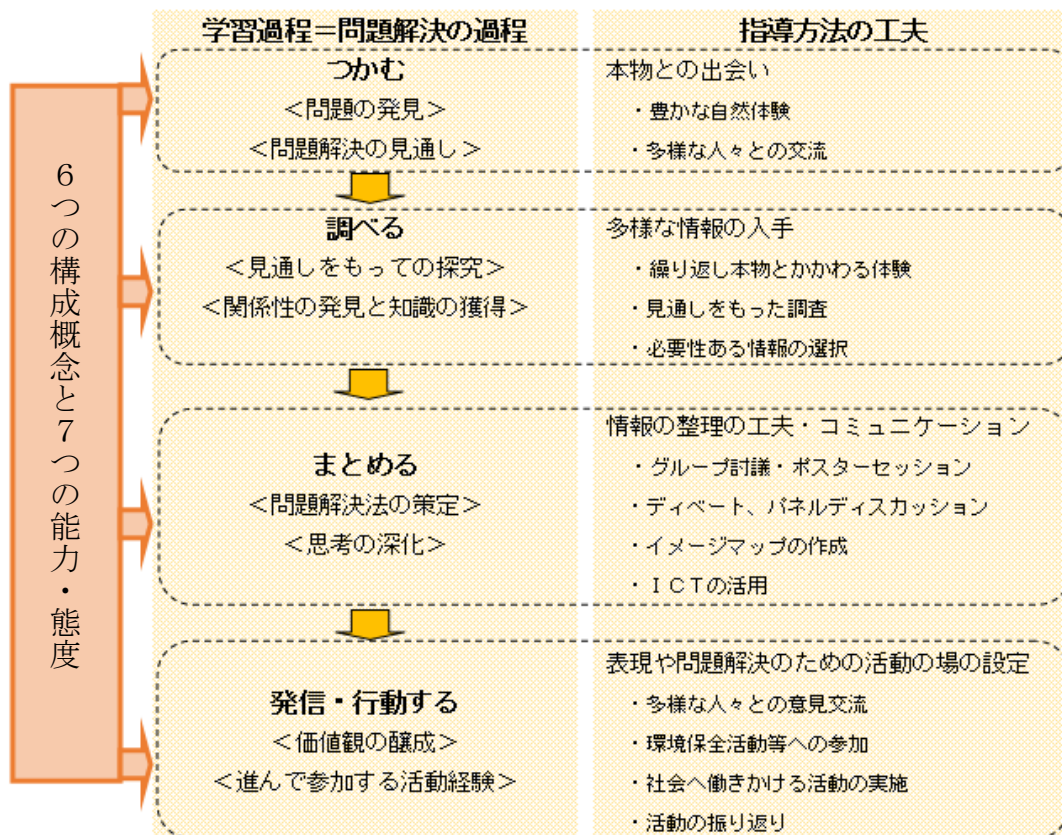 学習過程=問題解決の過程
指導方法の工夫
6つの構成概念と7つの能力・態度
つかむ
<問題の発見>
<問題解決の見通し>
本物との出会い
・豊かな自然体験
・多様な人々との交流
調べる
<見通しをもっての探究>
<関係性の発見と知識の獲得>
多様な情報の入手
・繰り返し本物とかかわる体験
・見通しをもった調査
・必要性ある情報の選択
まとめる
<問題解決法の策定>
<思考の深化>
情報の整理の工夫・コミュニケーション
・グループ討議・ポスターセッション
・ディベート、パネルディスカッション
・イメージマップの作成
・ICTの活用
発信・行動する
<価値観の醸成>
<進んで参加する活動経験>
表現や問題解決のための活動の場の設定
・多様な人々との意見交流
・環境保全活動等への参加
・社会へ働きかける活動の実施
・活動の振り返り